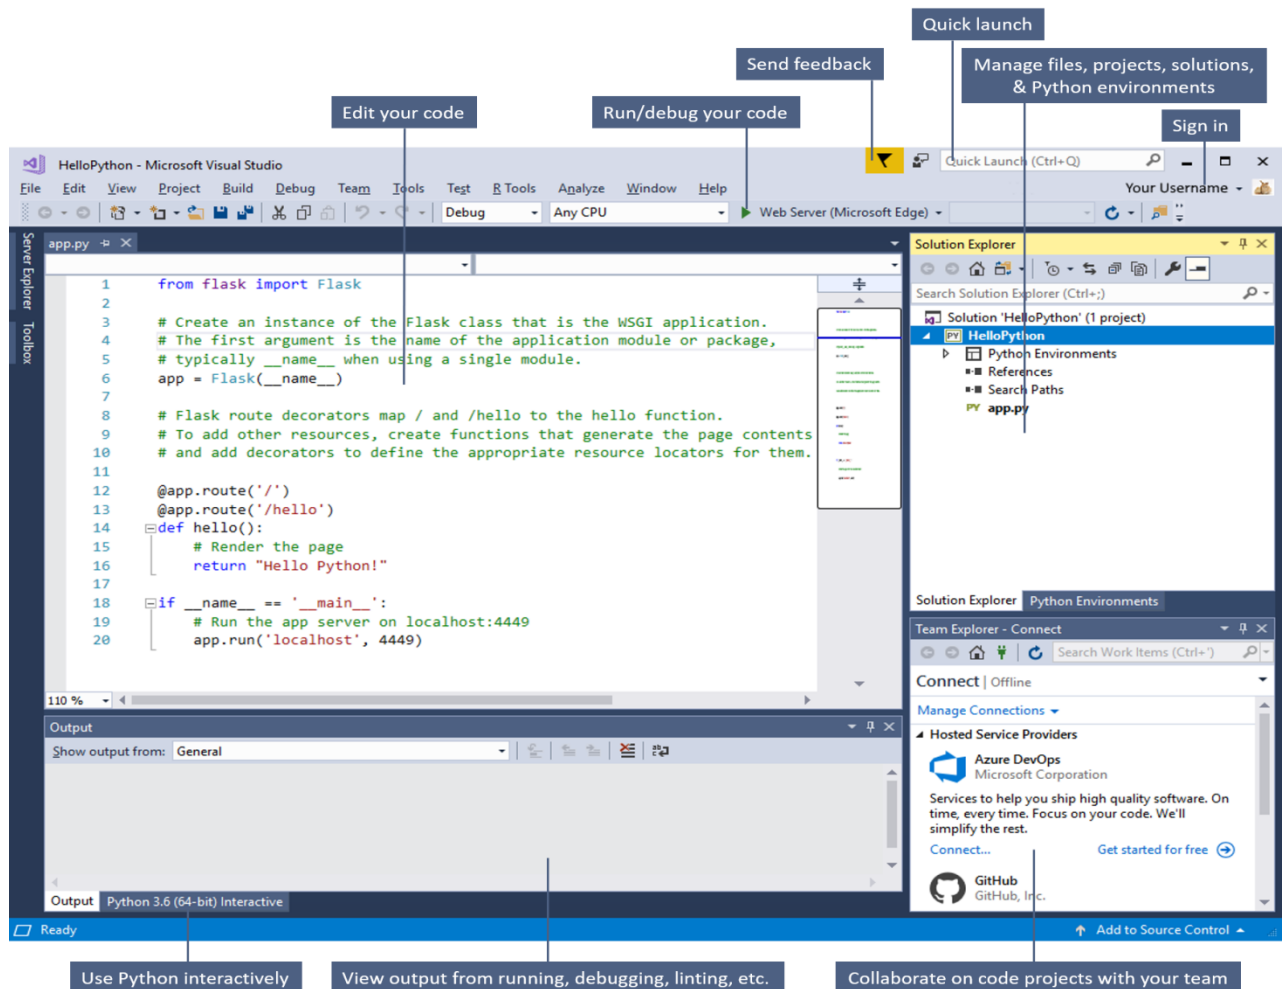 Quick launch
Send feedback
Manage files, projects, solutions,
& Python environments
Edit your code
Run/debug your code
Sign in
HelloPython - Microsoft Visual Studio
Quick Launch (Ctrl+Q)
File Edit View Project Build Debug Team Tools Test R Tools Analyze Window Help
Your Username
Debug Any CPU Web Server (Microsoft Edge)
Server Explorer
Toolbox
app.py
1 from flask import Flask
2
3 # Create an instance of the Flask class that is the WSGI application.
4 # The first argument is the name of the application module or package,
5 # typically __name__ when using a single module.
6 app = Flask(__name__)
7
8 # Flask route decorators map / and /hello to the hello function.
9 # To add other resources, create functions that generate the page contents
10 # and add decorators to define the appropriate resource locators for them.
11
12 @app.route('/')
13 @app.route('/hello')
14 def hello():
15 # Render the page
16 return "Hello Python!"
17
18 if __name__ == '__main__':
19 # Run the app server on localhost:4449
20 app.run('localhost', 4449)
110 %
Solution Explorer
Search Solution Explorer (Ctrl+;)
Solution 'HelloPython' (1 project)
PY HelloPython
Python Environments
References
Search Paths
PY app.py
Solution Explorer Python Environments
Team Explorer - Connect
Search Work Items (Ctrl+')
Connect | Offline
Manage Connections
Hosted Service Providers
Azure DevOps
Microsoft Corporation
Services to help you ship high quality software. On
time, every time. Focus on your code. We'll
simplify the rest.
Connect... Get started for free
GitHub
GitHub, Inc.
Output
Show output from: General
Output Python 3.6 (64-bit) Interactive
Ready
Add to Source Control
Use Python interactively
View output from running, debugging, linting, etc.
Collaborate on code projects with your team